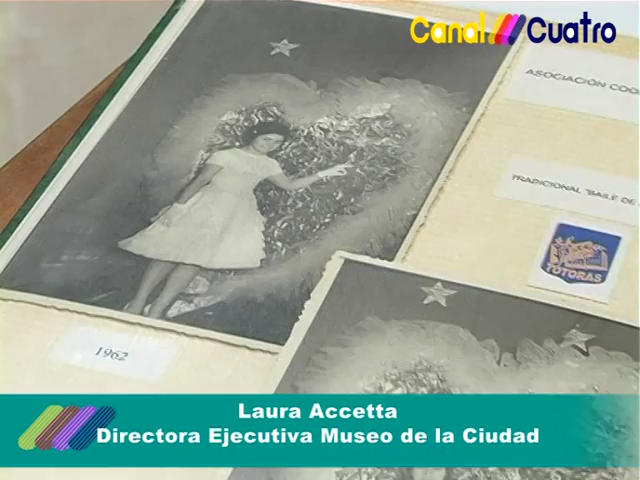 Canal Cuatro
ASOCIACIÓN COO
TRADICIONAL "BAILE DE
TOTORAS
1962
Laura Accetta
Directora Ejecutiva Museo de la Ciudad